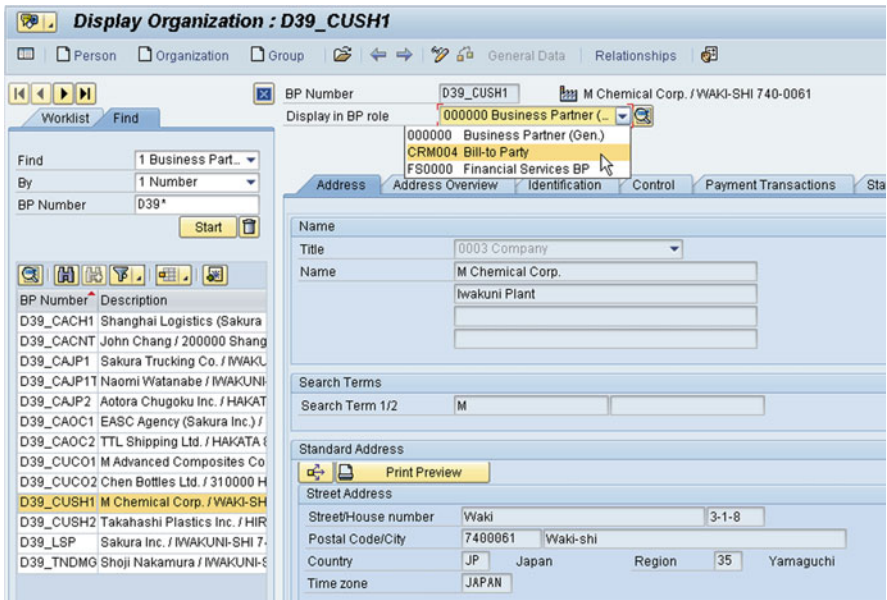 Display Organization : D39_CUSH1
Person Organization Group General Data Relationships
BP Number D39_CUSH1 M Chemical Corp. / WAKI-SHI 740-0061
Display in BP role 000000 Business Partner (...
000000 Business Partner (Gen.)
CRM004 Bill-to Party
FS0000 Financial Services BP
Worklist Find
Find 1 Business Part...
By 1 Number
BP Number D39*
Start
BP Number Description
D39_CACH1 Shanghai Logistics (Sakura
D39_CACNT John Chang / 200000 Shang
D39_CAJP1 Sakura Trucking Co. / IWAKU
D39_CAJP1T Naomi Watanabe / IWAKUNI-
D39_CAJP2 Aotora Chugoku Inc. / HAKAT
D39_CAOC1 EASC Agency (Sakura Inc.) /
D39_CAOC2 TTL Shipping Ltd. / HAKATA 8
D39_CUCO1 M Advanced Composites Co
D39_CUCO2 Chen Bottles Ltd. / 310000 H
D39_CUSH1 M Chemical Corp. / WAKI-SH
D39_CUSH2 Takahashi Plastics Inc. / HIR
D39_LSP Sakura Inc. / IWAKUNI-SHI 7
D39_TNDMG Shoji Nakamura / IWAKUNI-S
Address Address Overview Identification Control Payment Transactions Sta
Name
Title 0003 Company
Name M Chemical Corp.
Iwakuni Plant
Search Terms
Search Term 1/2 M
Standard Address
Print Preview
Street Address
Street/House number Waki 3-1-8
Postal Code/City 7400061 Waki-shi
Country JP Japan Region 35 Yamaguchi
Time zone JAPAN